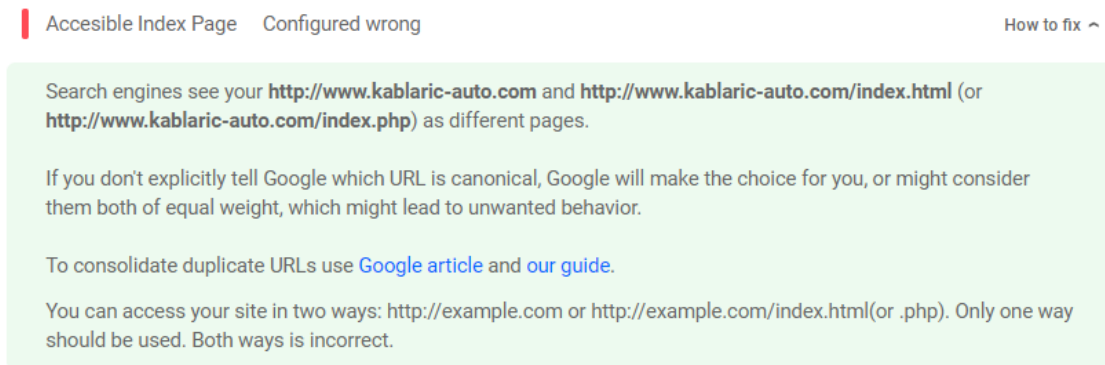 Accesible Index Page Configured wrong How to fix
Search engines see your http://www.kablaric-auto.com and http://www.kablaric-auto.com/index.html (or
http://www.kablaric-auto.com/index.php) as different pages.
If you don't explicitly tell Google which URL is canonical, Google will make the choice for you, or might consider
them both of equal weight, which might lead to unwanted behavior.
To consolidate duplicate URLs use Google article and our guide.
You can access your site in two ways: http://example.com or http://example.com/index.html(or .php). Only one way
should be used. Both ways is incorrect.